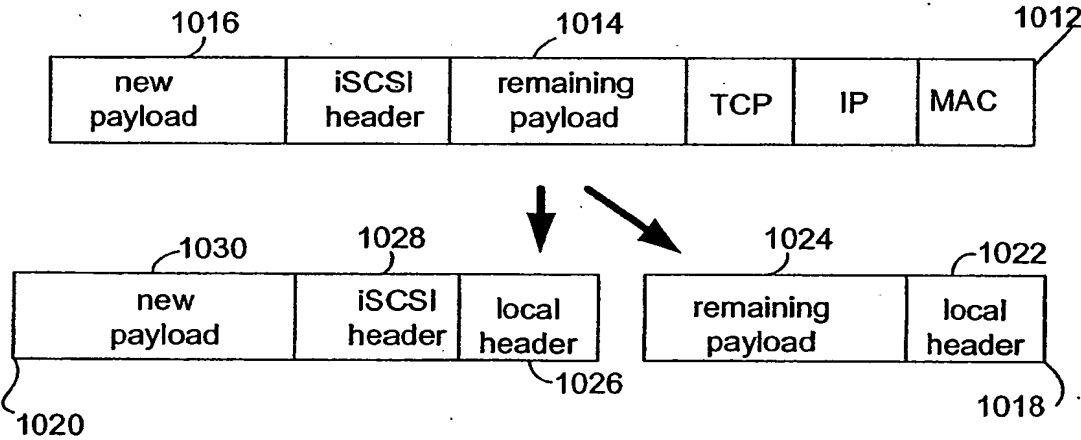 1016
1014
1012
new
payload
iSCSI
header
remaining
payload
TCP
IP
MAC
1030
1028
1024
1022
new
payload
iSCSI
header
local
header
remaining
payload
local
header
1026
1018
1020